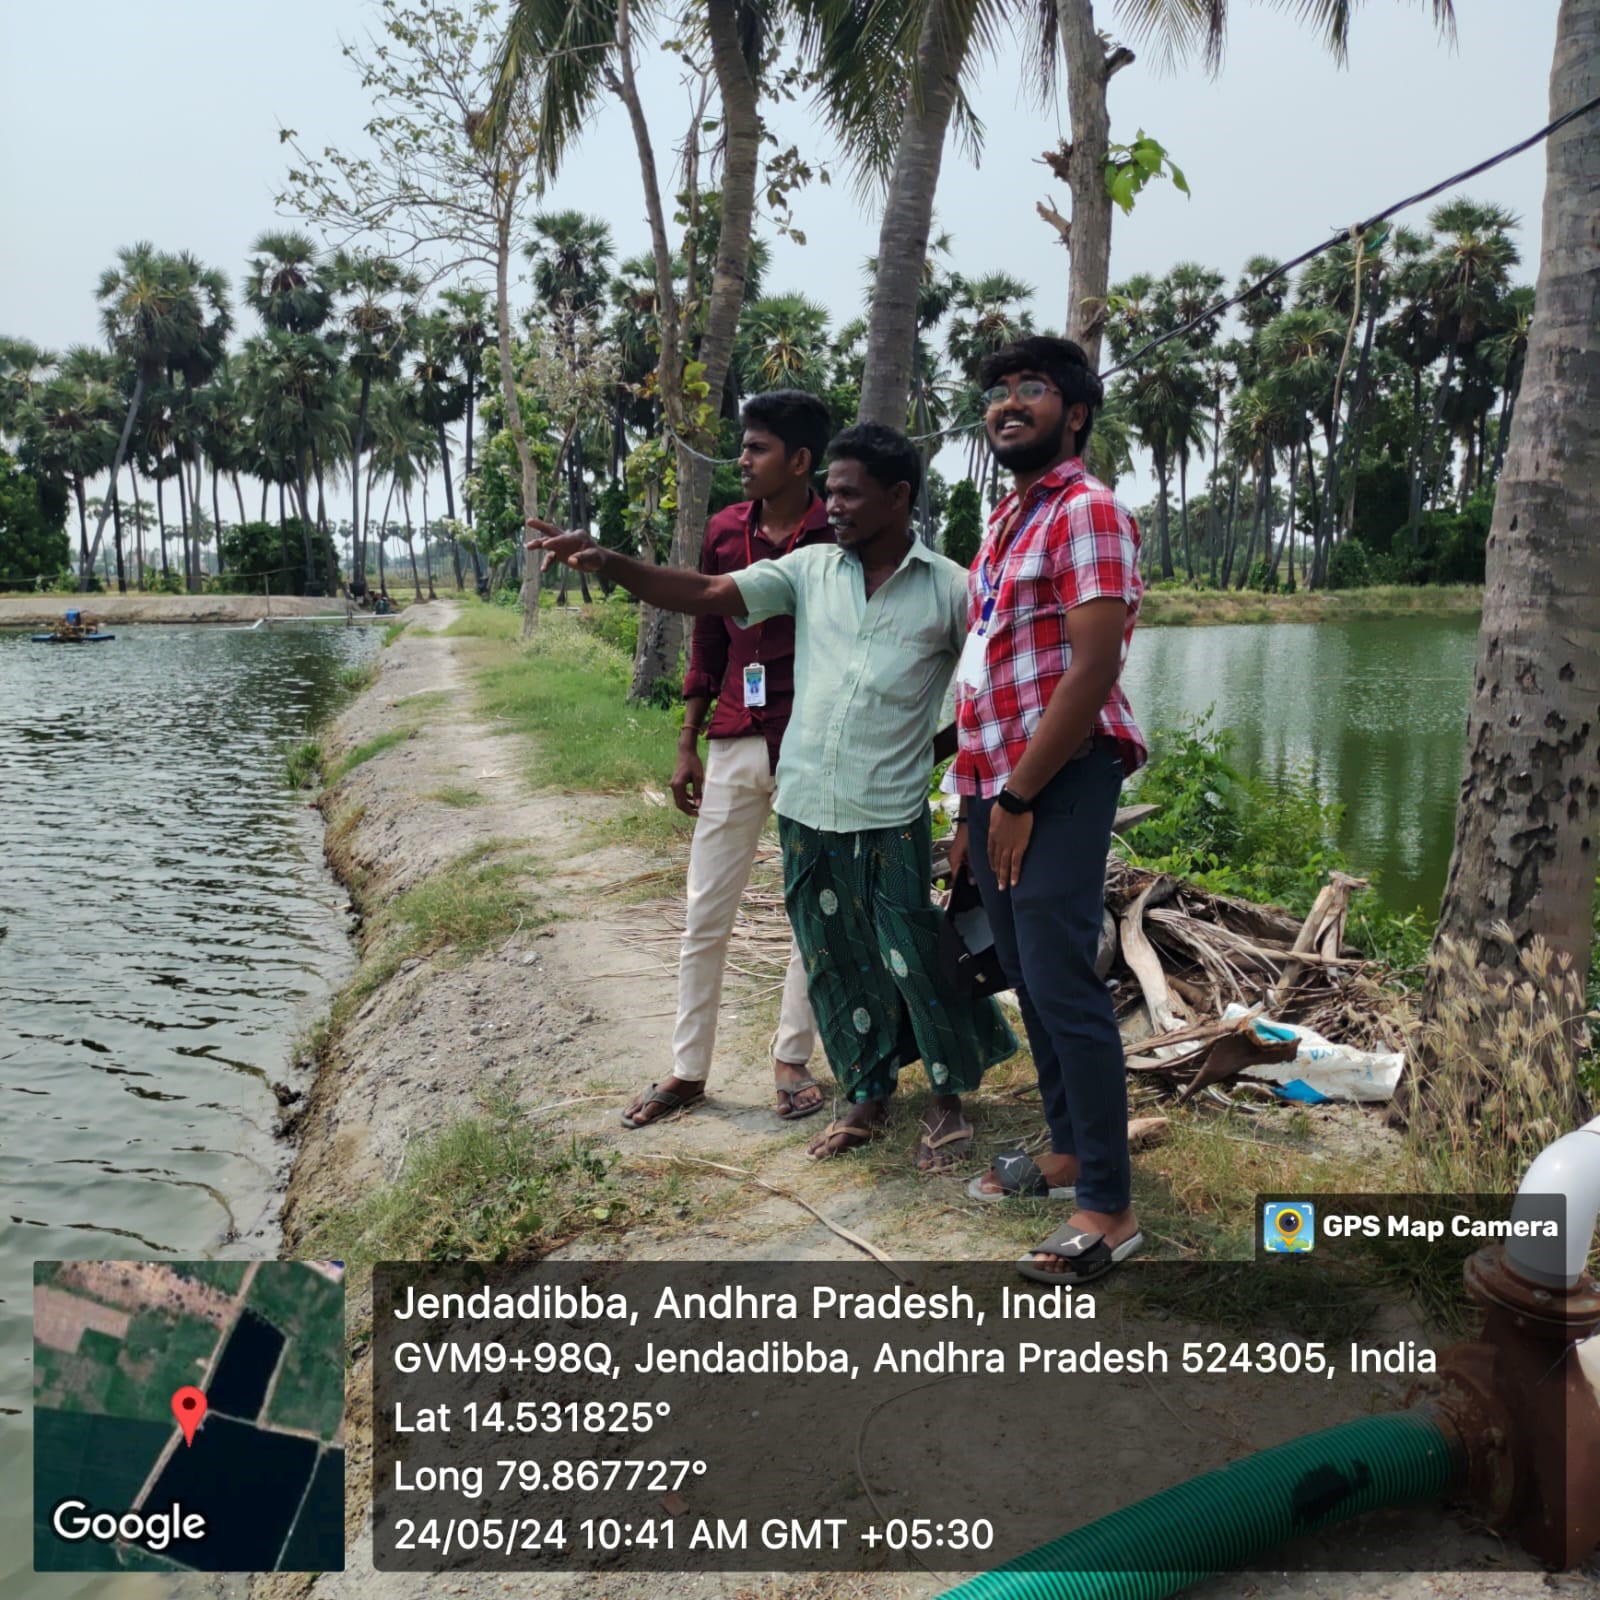 GPS Map Camera
Jendadibba, Andhra Pradesh, India
GVM9+98Q, Jendadibba, Andhra Pradesh 524305, India
Lat 14.531825°
Long 79.867727°
24/05/24 10:41 AM GMT +05:30
Google